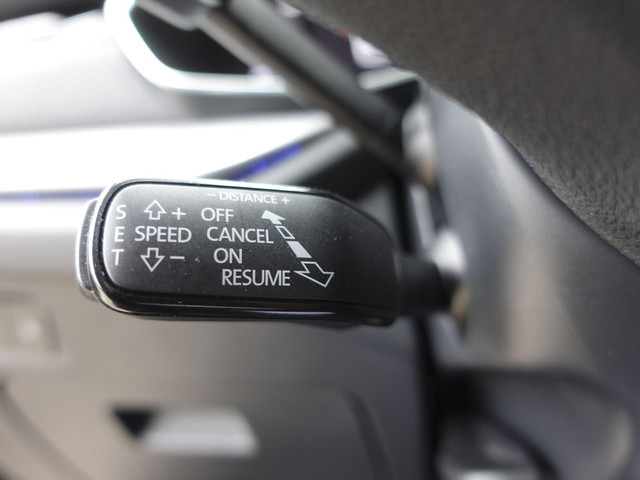 − DISTANCE +
S + OFF
E SPEED CANCEL
T − ON
RESUME